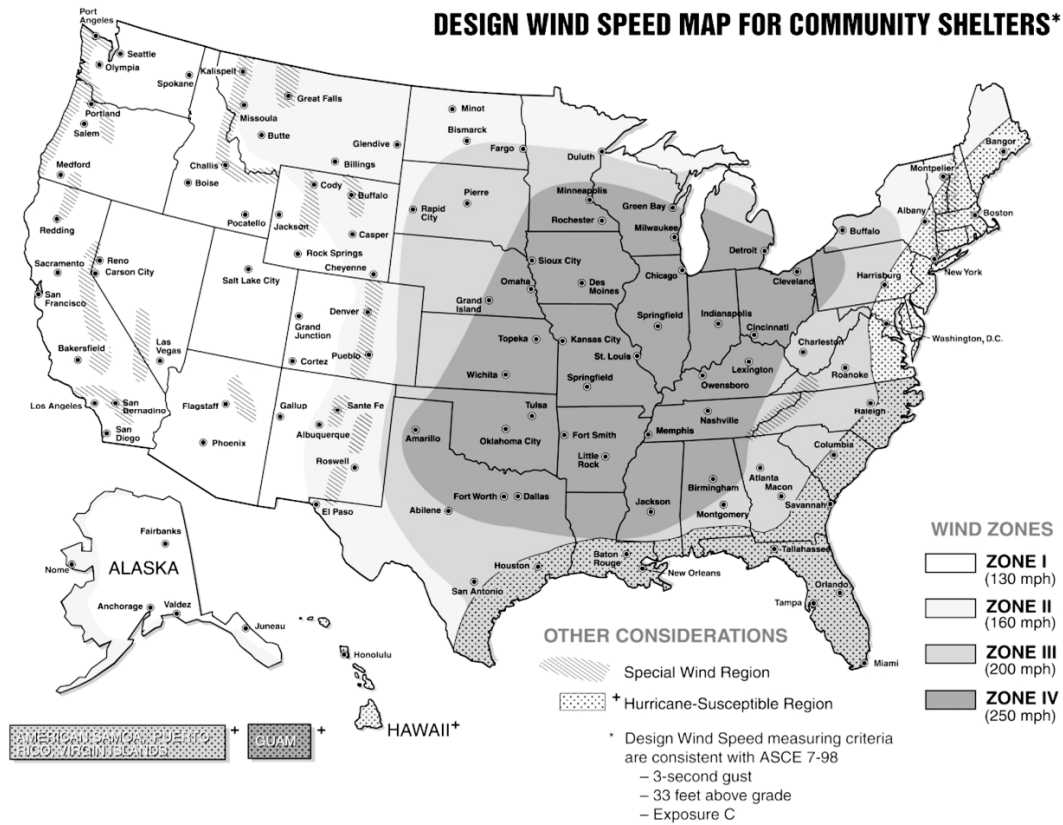 DESIGN WIND SPEED MAP FOR COMMUNITY SHELTERS*
Port
Angeles
Seattle
Olympia
Spokane
Kalispell
Great Falls
Minot
Portland
Missoula
Salem
Butte
Bismarck
Glendive
Fargo
Duluth
Bangor
Medford
Challis
Billings
Montpelier
Boise
Cody
Buffalo
Pierre
Minneapolis
Rapid
City
Green Bay
Albany
Boston
Redding
Pocatello
Jackson
Rochester
Milwaukee
Buffalo
Casper
Detroit
Sacramento
Reno
Carson City
Rock Springs
Cheyenne
Sioux City
Chicago
Cleveland
Harrisburg
New York
Salt Lake City
Omaha
Des
Moines
San
Francisco
Grand
Island
Denver
Grand
Junction
Springfield
Indianapolis
Cincinnati
Washington, D.C.
Topeka
Kansas City
Charleston
Bakersfield
Las
Vegas
Cortez
Pueblo
St. Louis
Lexington
Roanoke
Wichita
Springfield
Owensboro
Los Angeles
San
Bernadino
Flagstaff
Gallup
Sante Fe
Tulsa
Nashville
Raleigh
San
Diego
Albuquerque
Amarillo
Oklahoma City
Fort Smith
Memphis
Phoenix
Roswell
Little
Rock
Columbia
Atlanta
Macon
Birmingham
Fort Worth
Dallas
El Paso
Abilene
Jackson
Montgomery
Savannah
Fairbanks
Nome
ALASKA
Baton
Rouge
Tallahassee
Houston
New Orleans
San Antonio
Orlando
Anchorage
Valdez
Tampa
Juneau
Honolulu
Miami
HAWAII+
AMERICAN SAMOA, PUERTO
RICO, VIRGIN ISLANDS
+
GUAM
+
OTHER CONSIDERATIONS
Special Wind Region
+ Hurricane-Susceptible Region
* Design Wind Speed measuring criteria
are consistent with ASCE 7-98
– 3-second gust
– 33 feet above grade
– Exposure C
WIND ZONES
ZONE I
(130 mph)
ZONE II
(160 mph)
ZONE III
(200 mph)
ZONE IV
(250 mph)